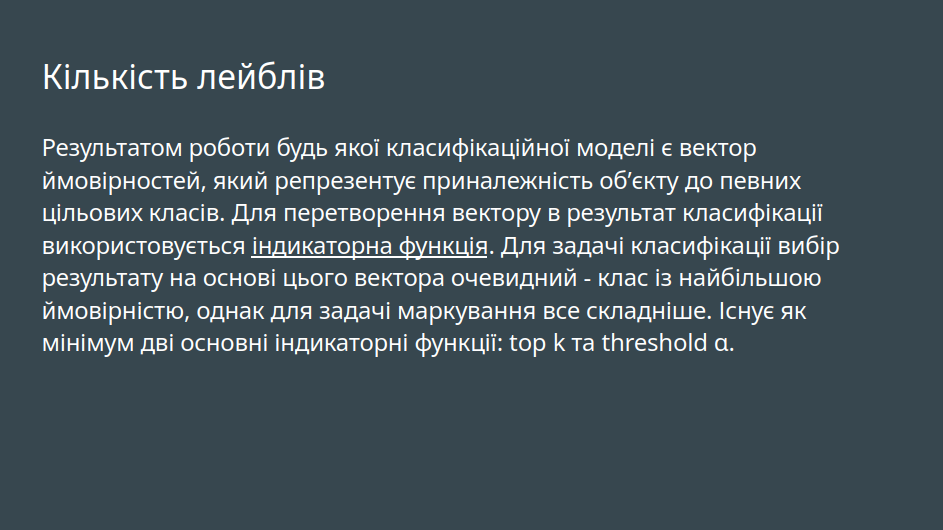 Кількість лейблів
Результатом роботи будь якої класифікаційної моделі є вектор
ймовірностей, який репрезентує приналежність об’єкту до певних
цільових класів. Для перетворення вектору в результат класифікації
використовується індикаторна функція. Для задачі класифікації вибір
результату на основі цього вектора очевидний - клас із найбільшою
ймовірністю, однак для задачі маркування все складніше. Існує як
мінімум дві основні індикаторні функції: top k та threshold α.